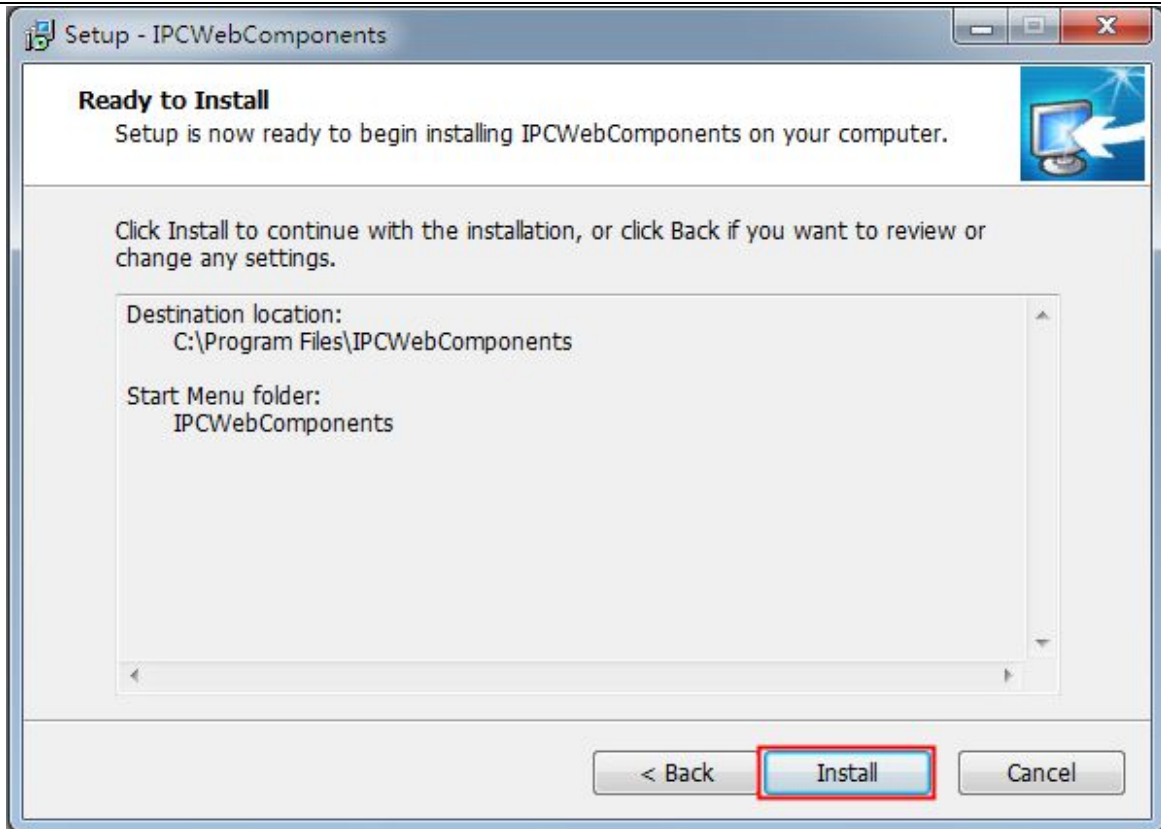 Setup - IPCWebComponents
Ready to Install
Setup is now ready to begin installing IPCWebComponents on your computer.
Click Install to continue with the installation, or click Back if you want to review or
change any settings.
Destination location:
C:\Program Files\IPCWebComponents
Start Menu folder:
IPCWebComponents
< Back
Install
Cancel